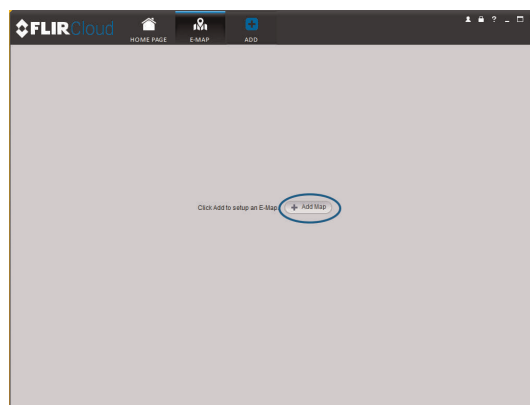 FLIRCloud
HOME PAGE
E-MAP
ADD
?
Click Add to setup an E-Map:
+ Add Map